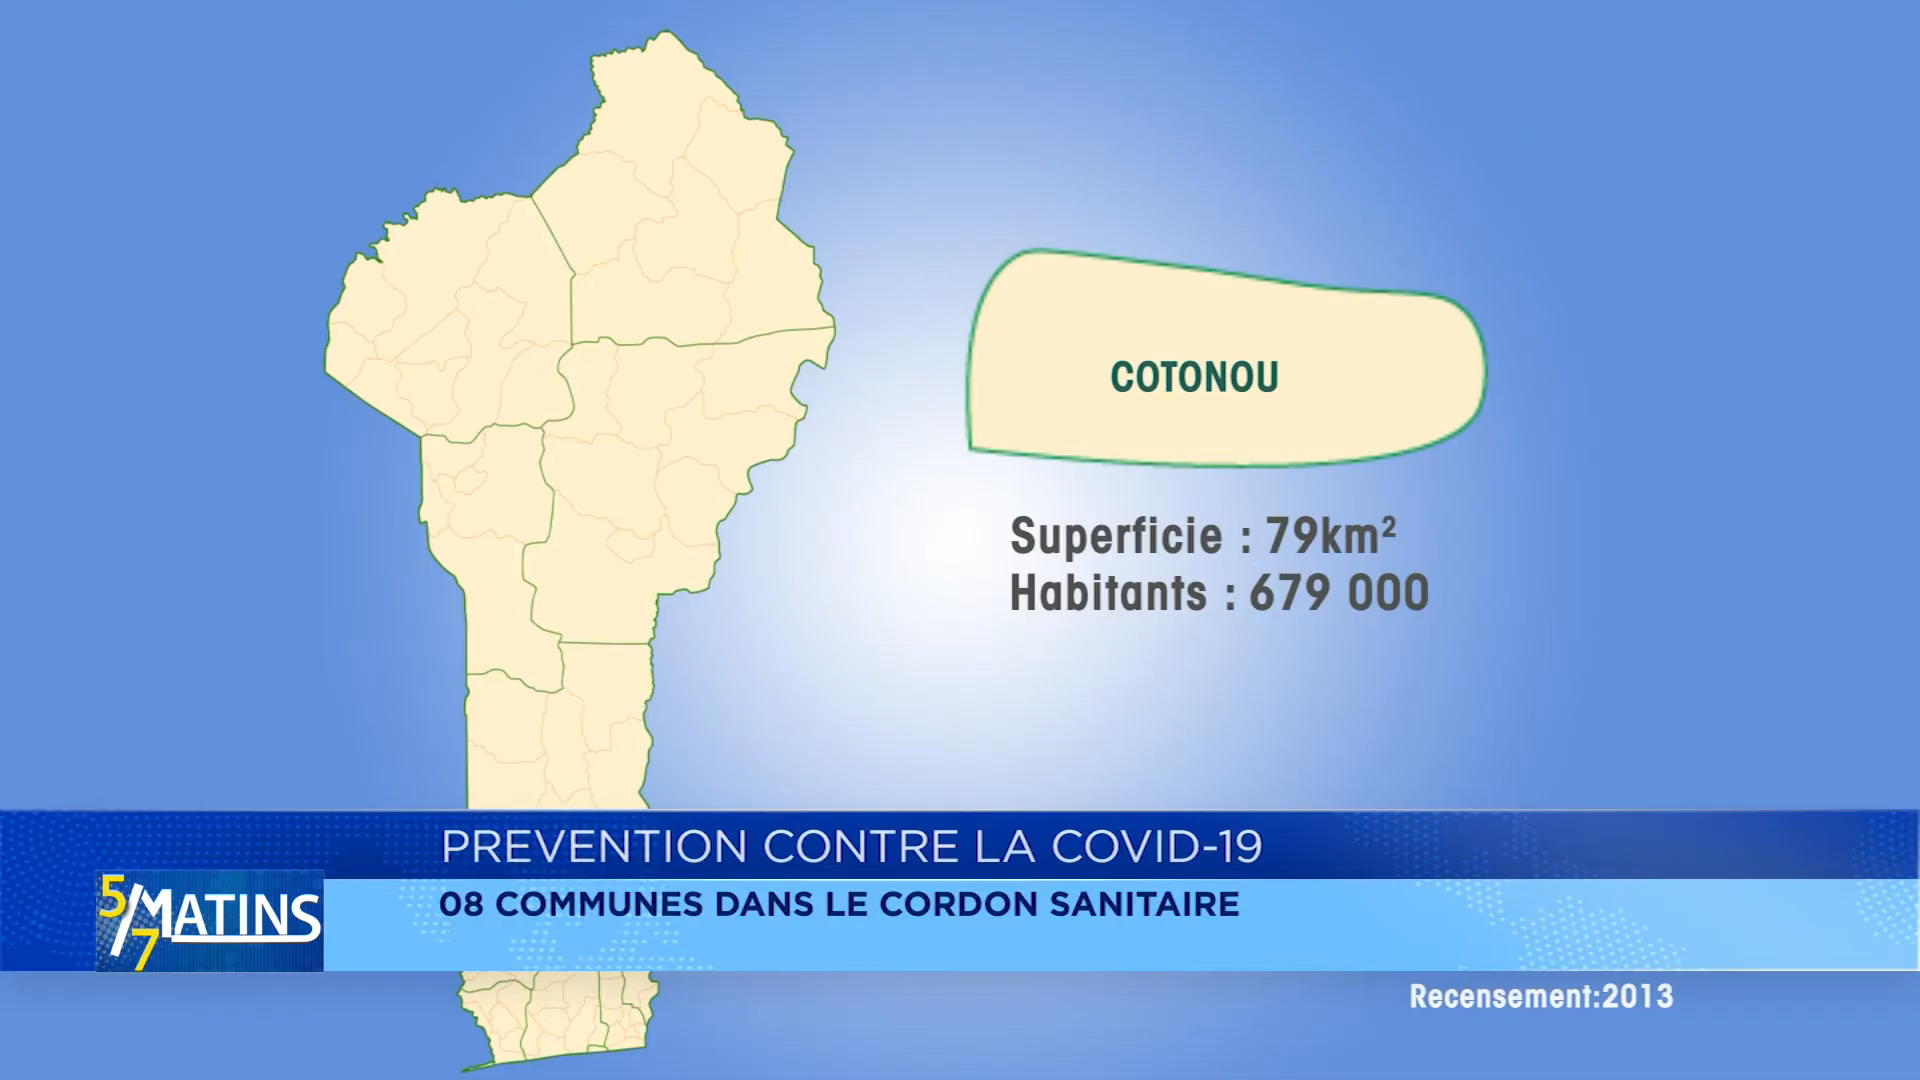 COTONOU
Superficie : 79km²
Habitants : 679 000
PREVENTION CONTRE LA COVID-19
08 COMMUNES DANS LE CORDON SANITAIRE
5/7 MATINS
Recensement:2013